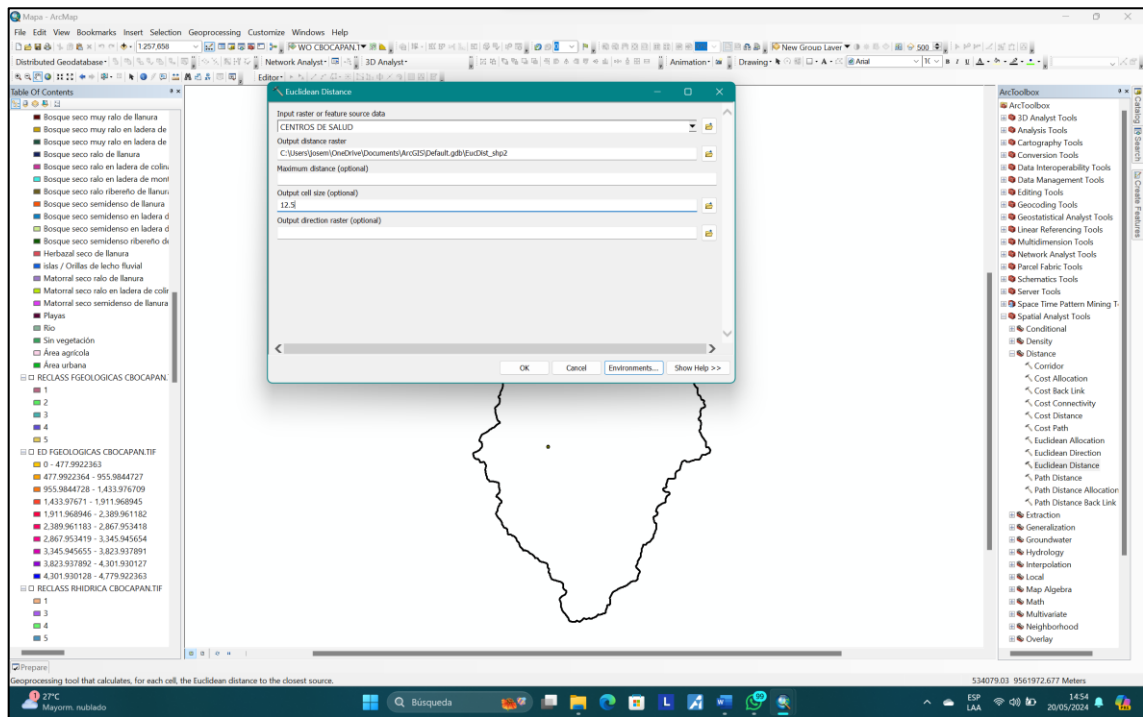 Mapa - ArcMap
File Edit View Bookmarks Insert Selection Geoprocessing Customize Windows Help
1:257,658
WO CBOCAPAN.T
New Group Layer
500
Distributed Geodatabase
Network Analyst
3D Analyst
Animation
Drawing
A
Arial
10
B I U A
Editor
Table Of Contents
Bosque seco muy ralo de llanura
Bosque seco muy ralo en ladera de
Bosque seco muy ralo en ladera de
Bosque seco ralo de llanura
Bosque seco ralo en ladera de colin
Bosque seco ralo en ladera de mont
Bosque seco ralo ribereño de llanura
Bosque seco semidenso de llanura
Bosque seco semidenso en ladera d
Bosque seco semidenso en ladera d
Bosque seco semidenso ribereño de
Herbazal seco de llanura
islas / Orillas de lecho fluvial
Matorral seco ralo de llanura
Matorral seco ralo en ladera de colin
Matorral seco semidenso de llanura
Playas
Rio
Sin vegetación
Área agrícola
Área urbana
RECLASS FGEOLOGICAS CBOCAPAN.
1
2
3
4
5
ED FGEOLOGICAS CBOCAPAN.TIF
0 - 477.9922363
477.9922364 - 955.9844727
955.9844728 - 1,433.976709
1,433.97671 - 1,911.968945
1,911.968946 - 2,389.961182
2,389.961183 - 2,867.953418
2,867.953419 - 3,345.945654
3,345.945655 - 3,823.937891
3,823.937892 - 4,301.930127
4,301.930128 - 4,779.922363
RECLASS RHIDRICA CBOCAPAN.TIF
1
3
4
5
Euclidean Distance
Input raster or feature source data
CENTROS DE SALUD
Output distance raster
C:\Users\josem\OneDrive\Documents\ArcGIS\Default.gdb\EucDist_shp2
Maximum distance (optional)
Output cell size (optional)
12.5
Output direction raster (optional)
OK Cancel Environments... Show Help >>
ArcToolbox
ArcToolbox
3D Analyst Tools
Analysis Tools
Cartography Tools
Conversion Tools
Data Interoperability Tools
Data Management Tools
Editing Tools
Geocoding Tools
Geostatistical Analyst Tools
Linear Referencing Tools
Multidimension Tools
Network Analyst Tools
Parcel Fabric Tools
Schematics Tools
Server Tools
Space Time Pattern Mining T
Spatial Analyst Tools
Conditional
Density
Distance
Corridor
Cost Allocation
Cost Back Link
Cost Connectivity
Cost Distance
Cost Path
Euclidean Allocation
Euclidean Direction
Euclidean Distance
Path Distance
Path Distance Allocation
Path Distance Back Link
Extraction
Generalization
Groundwater
Hydrology
Interpolation
Local
Map Algebra
Math
Multivariate
Neighborhood
Overlay
Catalog
Search
Create Features
Prepare
Geoprocessing tool that calculates, for each cell, the Euclidean distance to the closest source.
534079.03 9561972.677 Meters
1
27°C
Mayorm. nublado
Búsqueda
L
99
ESP
LAA
14:54
20/05/2024